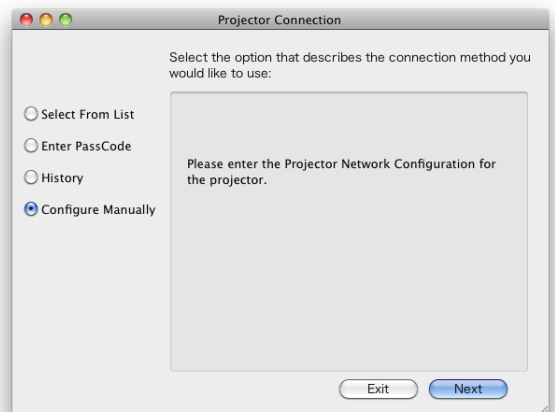 Projector Connection
Select the option that describes the connection method you
would like to use:
Select From List
Enter PassCode
History
Configure Manually
Please enter the Projector Network Configuration for
the projector.
Exit
Next